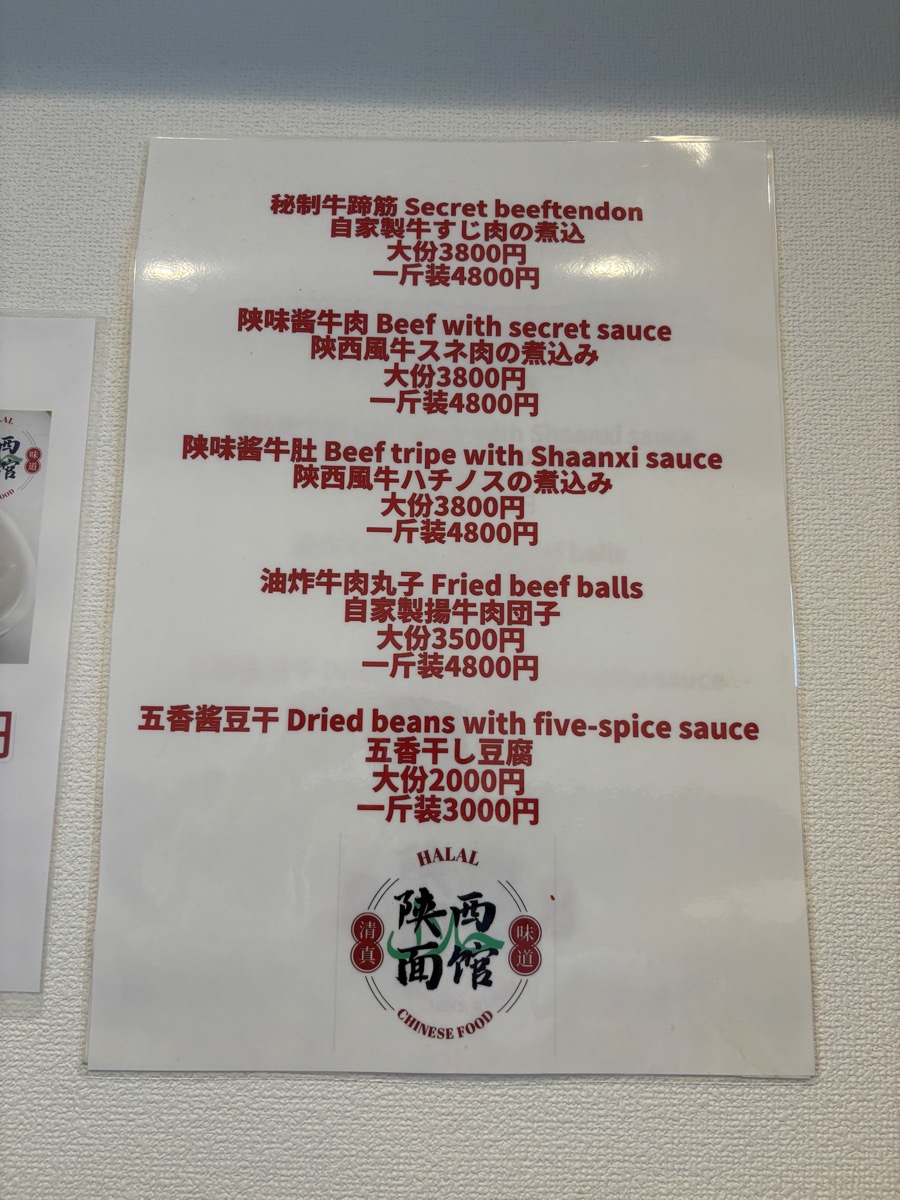 秘制牛蹄筋 Secret beeftendon
自家製牛すじ肉の煮込
大份3800円
一斤装4800円
陕味酱牛肉 Beef with secret sauce
陝西風牛スネ肉の煮込み
大份3800円
一斤装4800円
陕味酱牛肚 Beef tripe with Shaanxi sauce
陝西風牛ハチノスの煮込み
大份3800円
一斤装4800円
油炸牛肉丸子 Fried beef balls
自家製揚牛肉団子
大份3500円
一斤装4800円
五香酱豆干 Dried beans with five-spice sauce
五香干し豆腐
大份2000円
一斤装3000円
HALAL
陕西
面馆
清真
味道
CHINESE FOOD
味道
円